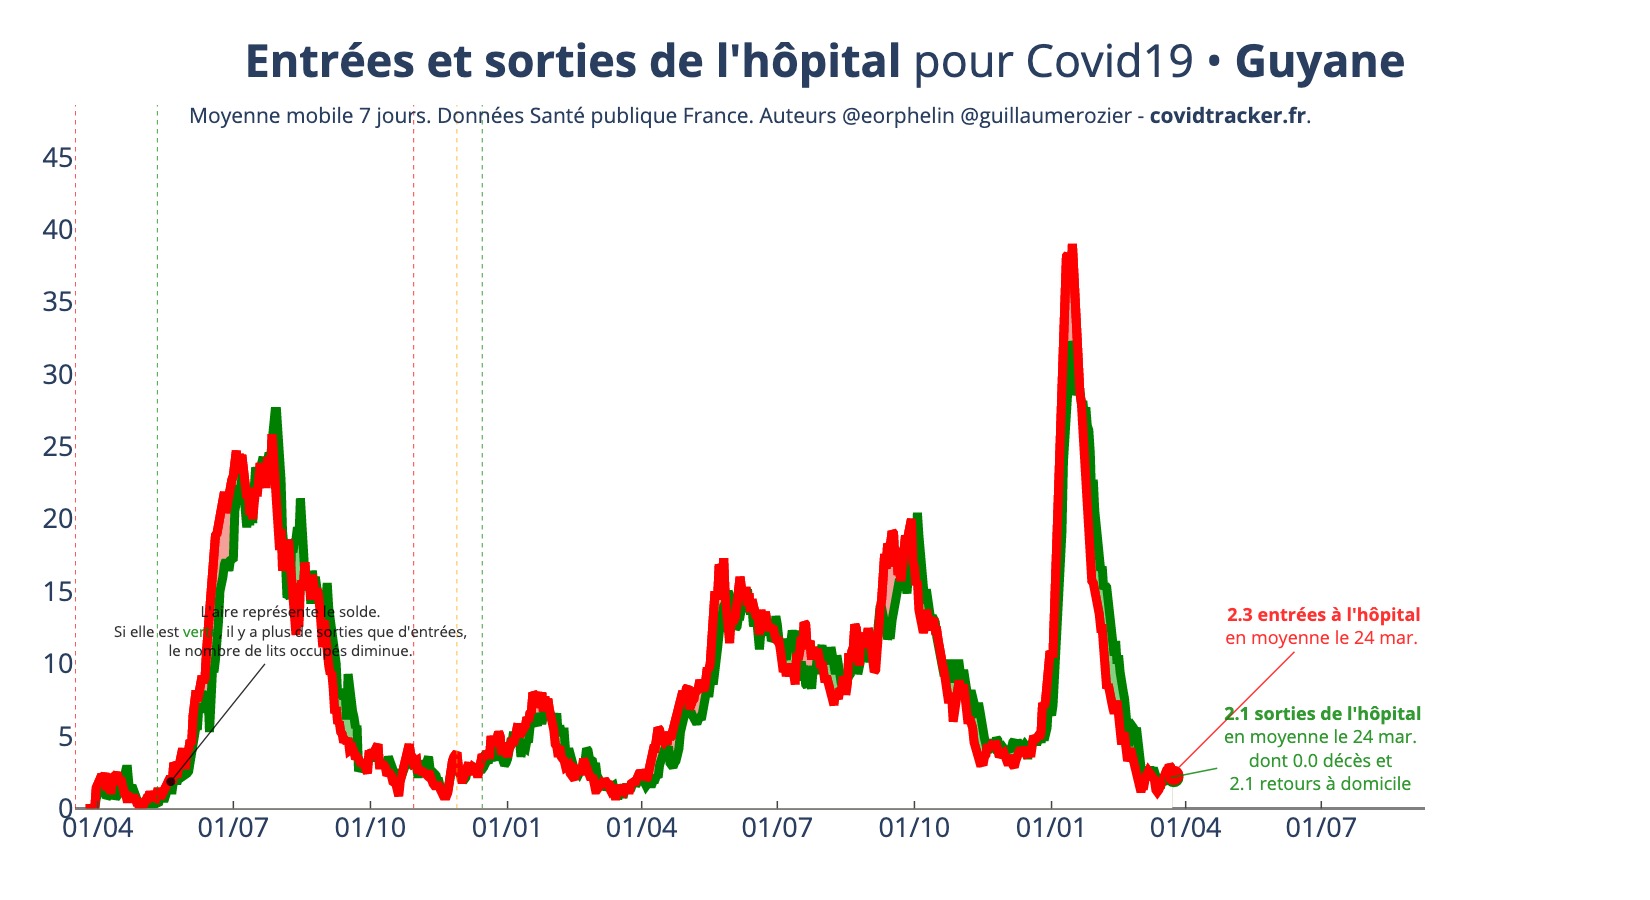 Entrées et sorties de l'hôpital pour Covid19 • Guyane
Moyenne mobile 7 jours. Données Santé publique France. Auteurs @eorphelin @guillaumerozier - covidtracker.fr.
45
40
35
30
25
20
15
10
5
0
L'aire représente le solde.
Si elle est verte, il y a plus de sorties que d'entrées,
le nombre de lits occupés diminue.
2.3 entrées à l'hôpital
en moyenne le 24 mar.
2.1 sorties de l'hôpital
en moyenne le 24 mar.
dont 0.0 décès et
2.1 retours à domicile
01/04 01/07 01/10 01/01 01/04 01/07 01/10 01/01 01/04 01/07